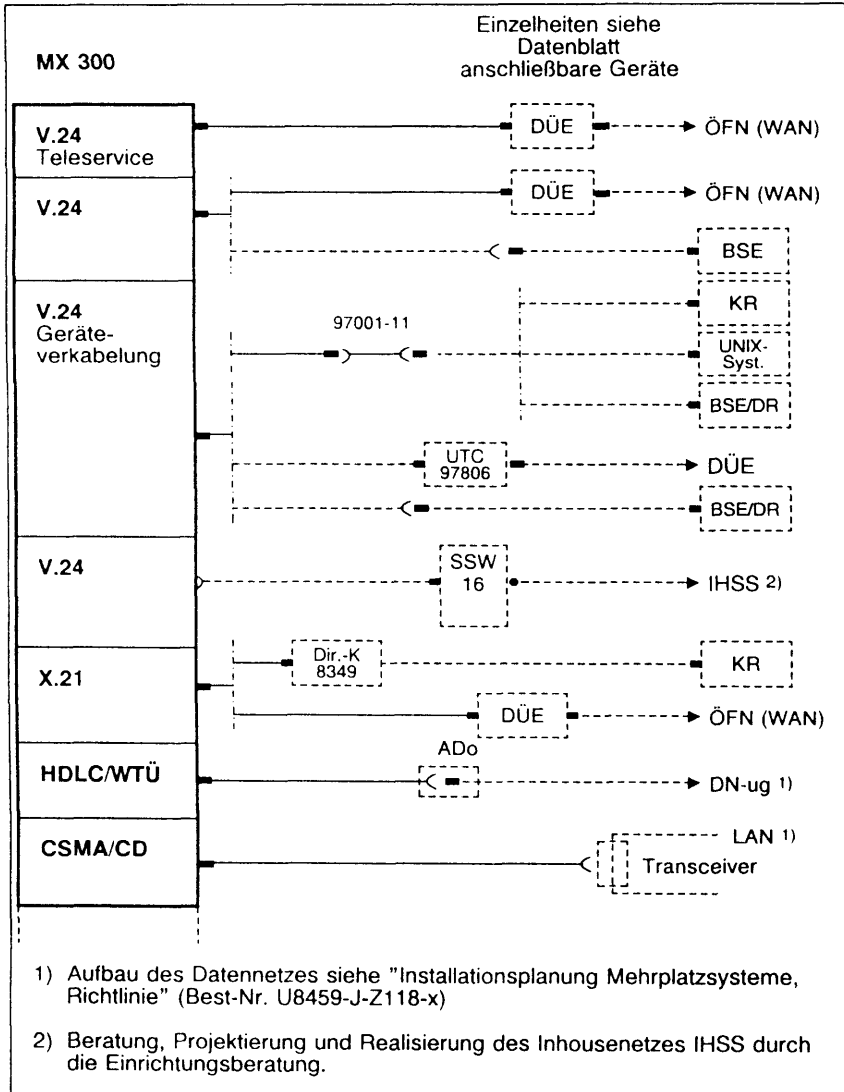 Einzelheiten siehe
Datenblatt
anschließbare Geräte
MX 300
V.24
Teleservice
DÜE
ÖFN (WAN)
V.24
DÜE
ÖFN (WAN)
BSE
V.24
Geräte-
verkabelung
97001-11
KR
UNIX-
Syst.
BSE/DR
UTC
97806
DÜE
BSE/DR
V.24
SSW
16
IHSS 2)
X.21
Dir.-K
8349
KR
DÜE
ÖFN (WAN)
HDLC/WTÜ
ADo
DN-ug 1)
CSMA/CD
LAN 1)
Transceiver
1) Aufbau des Datennetzes siehe "Installationsplanung Mehrplatzsysteme,
Richtlinie" (Best-Nr. U8459-J-Z118-x)
2) Beratung, Projektierung und Realisierung des Inhousenetzes IHSS durch
die Einrichtungsberatung.